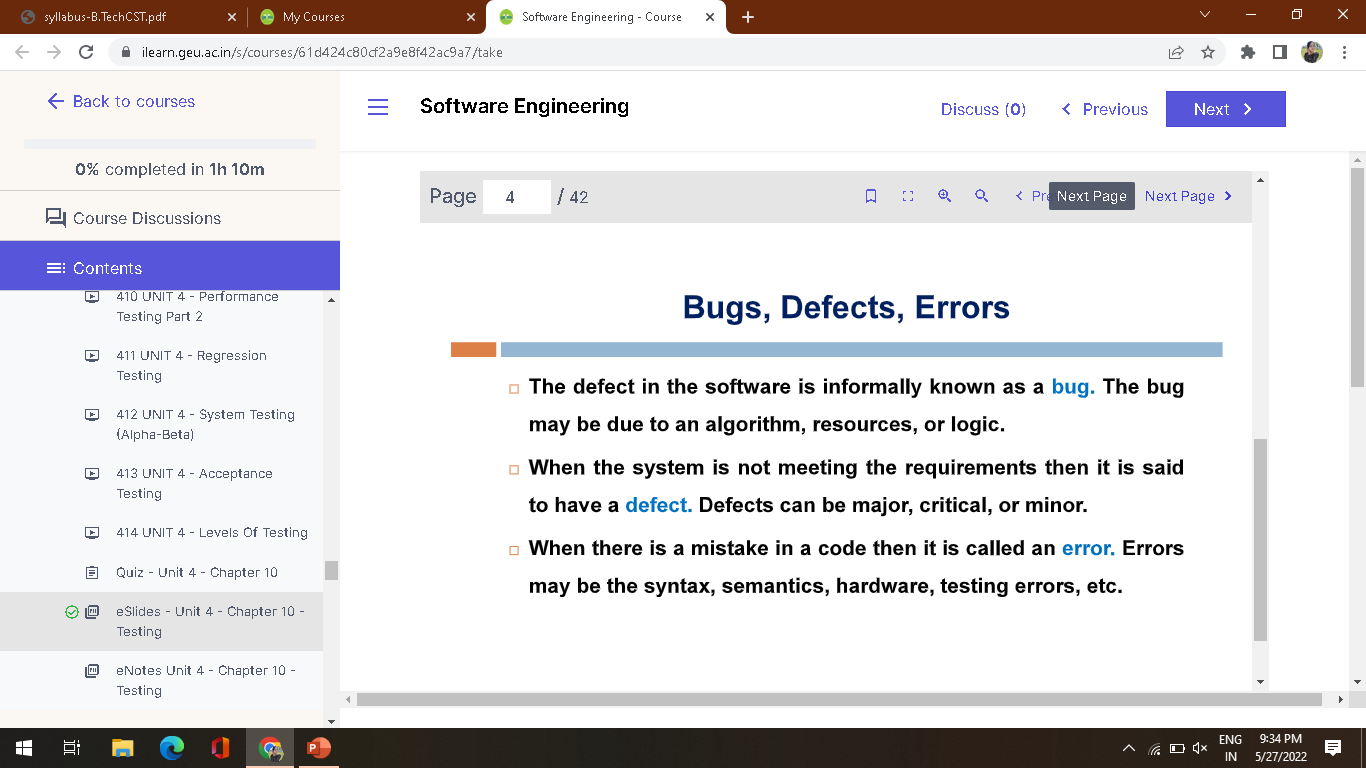 syllabus-B.TechCST.pdf
My Courses
Software Engineering - Course
ilearn.geu.ac.in/s/courses/61d424c80cf2a9e8f42ac9a7/take
Back to courses
0% completed in 1h 10m
Course Discussions
Contents
410 UNIT 4 - Performance
Testing Part 2
411 UNIT 4 - Regression
Testing
412 UNIT 4 - System Testing
(Alpha-Beta)
413 UNIT 4 - Acceptance
Testing
414 UNIT 4 - Levels Of Testing
Quiz - Unit 4 - Chapter 10
eSlides - Unit 4 - Chapter 10 -
Testing
eNotes Unit 4 - Chapter 10 -
Testing
Software Engineering
Discuss (0)
Previous
Next
Page 4 / 42
Pre
Next Page
Next Page
Bugs, Defects, Errors
The defect in the software is informally known as a bug. The bug
may be due to an algorithm, resources, or logic.
When the system is not meeting the requirements then it is said
to have a defect. Defects can be major, critical, or minor.
When there is a mistake in a code then it is called an error. Errors
may be the syntax, semantics, hardware, testing errors, etc.
ENG
IN
9:34 PM
5/27/2022